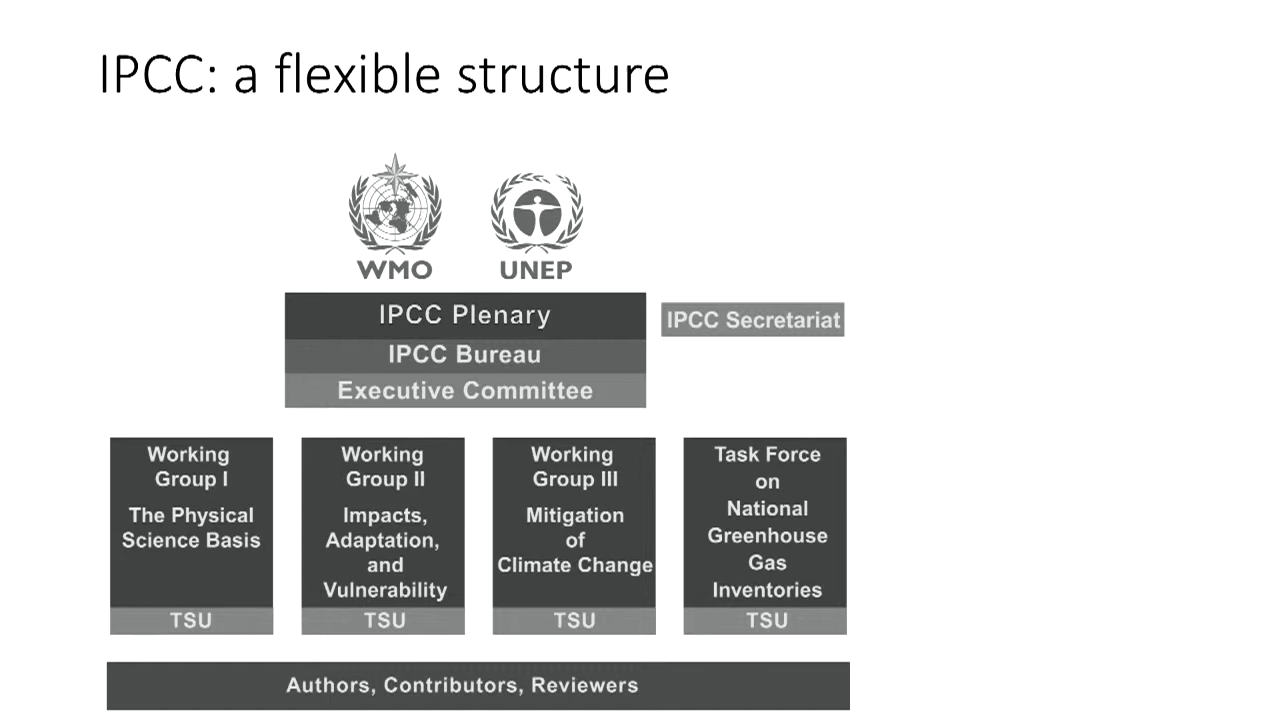 IPCC: a flexible structure
WMO
UNEP
IPCC Plenary
IPCC Secretariat
IPCC Bureau
Executive Committee
Working
Group I
The Physical
Science Basis
TSU
Working
Group II
Impacts,
Adaptation,
and
Vulnerability
TSU
Working
Group III
Mitigation
of
Climate Change
TSU
Task Force
on
National
Greenhouse
Gas
Inventories
TSU
Authors, Contributors, Reviewers